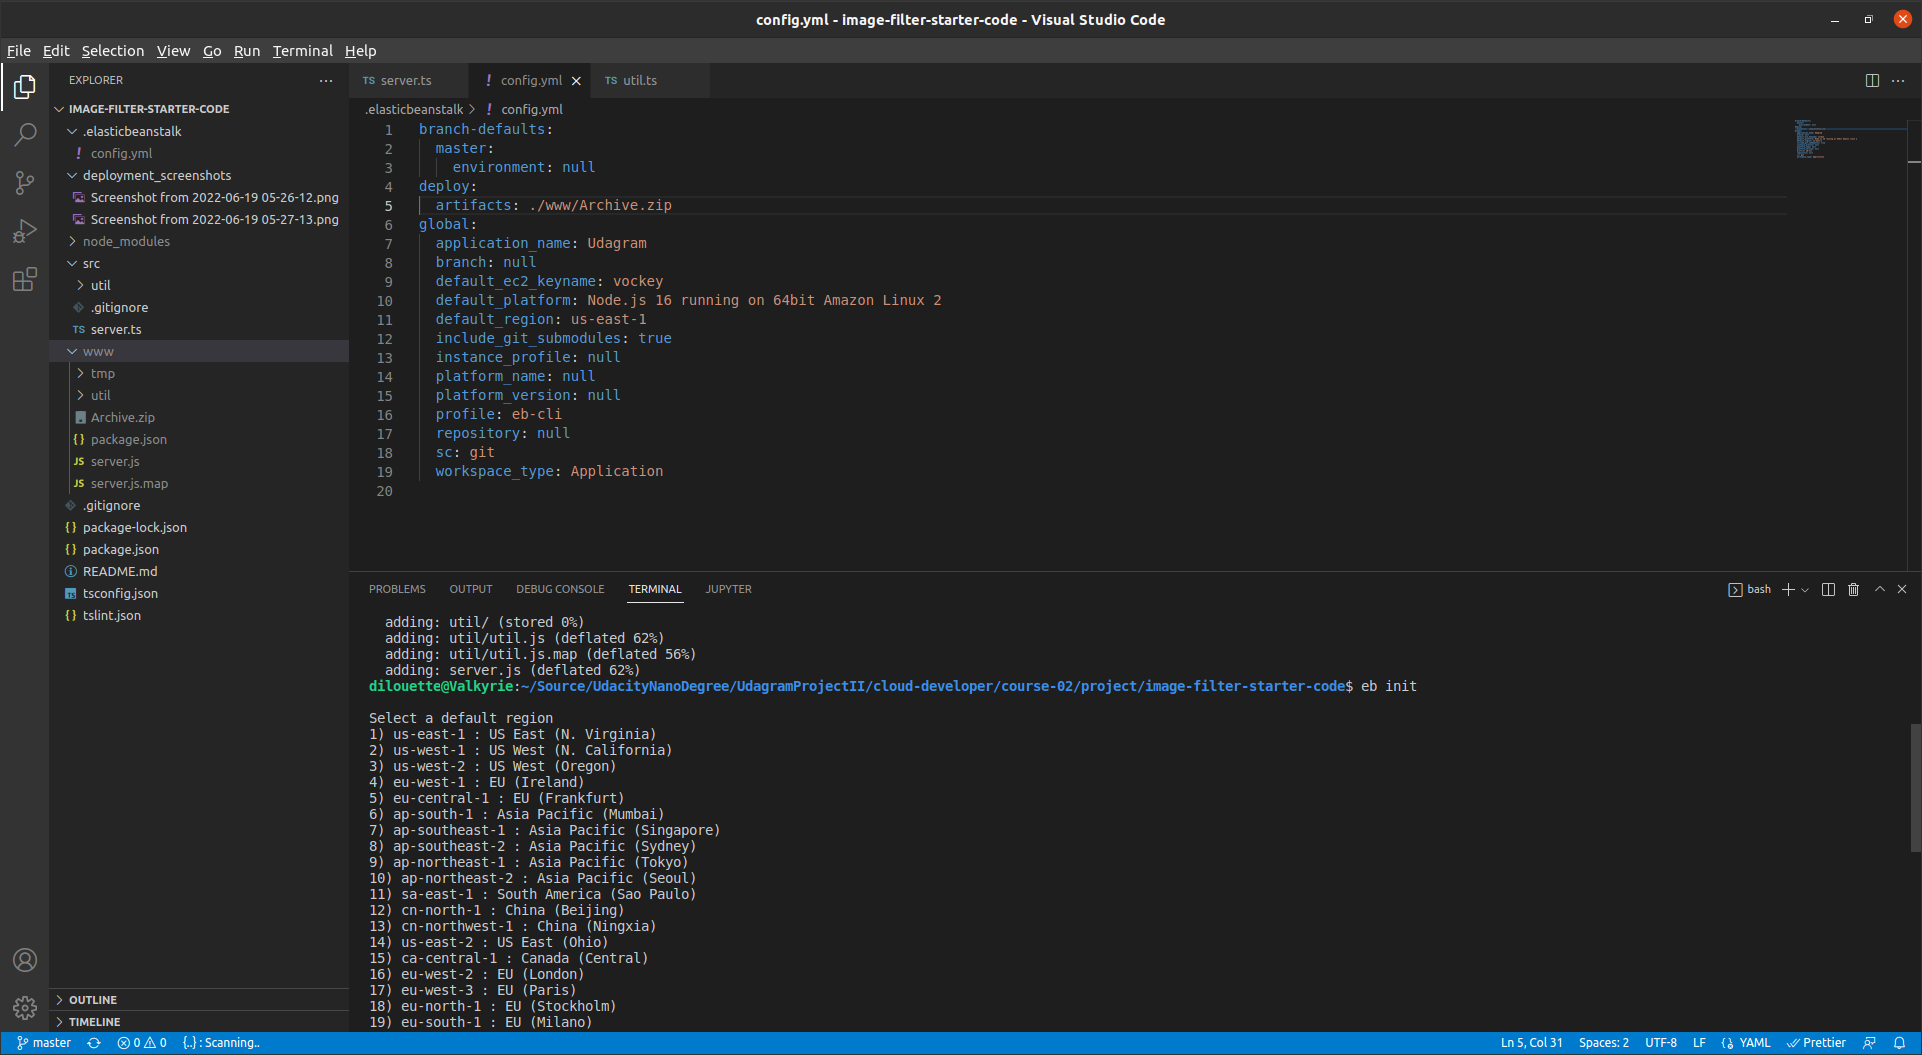 config.yml - image-filter-starter-code - Visual Studio Code
File Edit Selection View Go Run Terminal Help
EXPLORER
IMAGE-FILTER-STARTER-CODE
.elasticbeanstalk
! config.yml
deployment_screenshots
Screenshot from 2022-06-19 05-26-12.png
Screenshot from 2022-06-19 05-27-13.png
node_modules
src
util
.gitignore
TS server.ts
www
tmp
util
Archive.zip
{} package.json
JS server.js
JS server.js.map
.gitignore
{} package-lock.json
{} package.json
README.md
tsconfig.json
{} tslint.json
OUTLINE
TIMELINE
TS server.ts ! config.yml TS util.ts
.elasticbeanstalk > ! config.yml
1 branch-defaults:
2 master:
3 environment: null
4 deploy:
5 artifacts: ./www/Archive.zip
6 global:
7 application_name: Udagram
8 branch: null
9 default_ec2_keyname: vockey
10 default_platform: Node.js 16 running on 64bit Amazon Linux 2
11 default_region: us-east-1
12 include_git_submodules: true
13 instance_profile: null
14 platform_name: null
15 platform_version: null
16 profile: eb-cli
17 repository: null
18 sc: git
19 workspace_type: Application
20
PROBLEMS OUTPUT DEBUG CONSOLE TERMINAL JUPYTER bash
adding: util/ (stored 0%)
adding: util/util.js (deflated 62%)
adding: util/util.js.map (deflated 56%)
adding: server.js (deflated 62%)
dilouette@Valkyrie:~/Source/UdacityNanoDegree/UdagramProjectII/cloud-developer/course-02/project/image-filter-starter-code$ eb init
Select a default region
1) us-east-1 : US East (N. Virginia)
2) us-west-1 : US West (N. California)
3) us-west-2 : US West (Oregon)
4) eu-west-1 : EU (Ireland)
5) eu-central-1 : EU (Frankfurt)
6) ap-south-1 : Asia Pacific (Mumbai)
7) ap-southeast-1 : Asia Pacific (Singapore)
8) ap-southeast-2 : Asia Pacific (Sydney)
9) ap-northeast-1 : Asia Pacific (Tokyo)
10) ap-northeast-2 : Asia Pacific (Seoul)
11) sa-east-1 : South America (Sao Paulo)
12) cn-north-1 : China (Beijing)
13) cn-northwest-1 : China (Ningxia)
14) us-east-2 : US East (Ohio)
15) ca-central-1 : Canada (Central)
16) eu-west-2 : EU (London)
17) eu-west-3 : EU (Paris)
18) eu-north-1 : EU (Stockholm)
19) eu-south-1 : EU (Milano)
master 0 0 {..} : Scanning.. Ln 5, Col 31 Spaces: 2 UTF-8 LF YAML Prettier